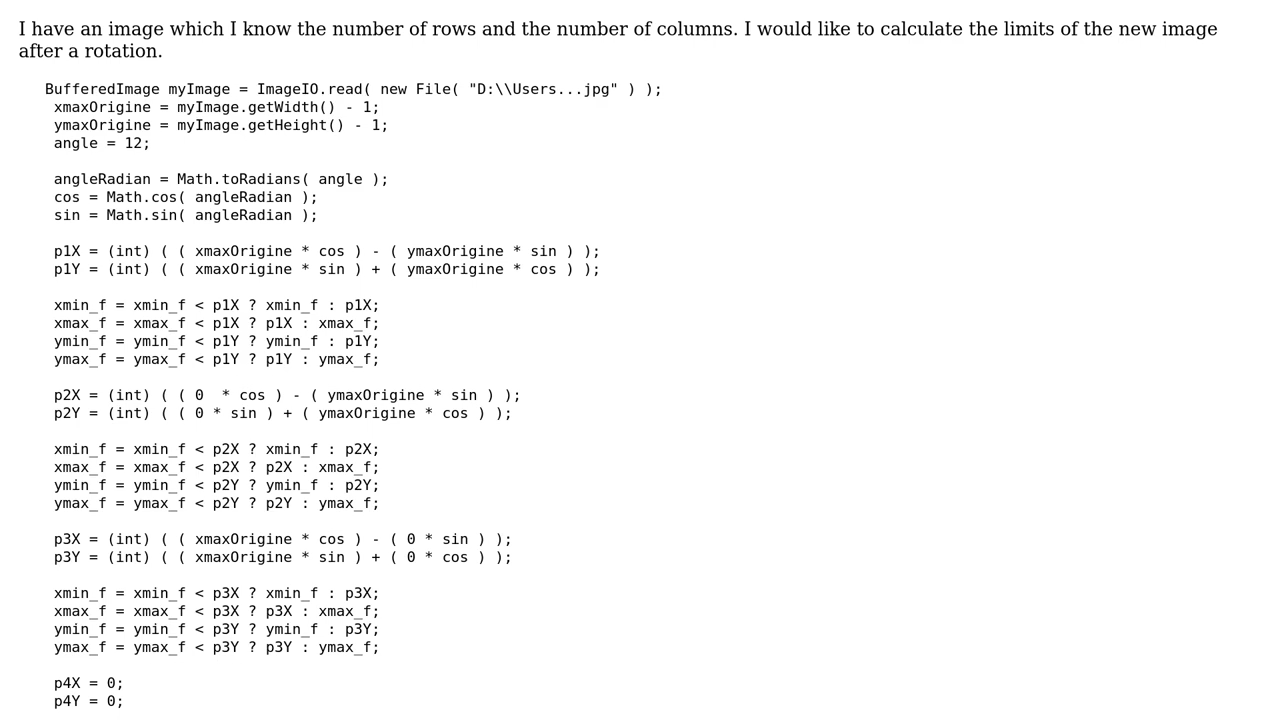 I have an image which I know the number of rows and the number of columns. I would like to calculate the limits of the new image
after a rotation.
BufferedImage myImage = ImageIO.read( new File( "D:\\Users...jpg" ) );
xmaxOrigine = myImage.getWidth() - 1;
ymaxOrigine = myImage.getHeight() - 1;
angle = 12;
angleRadian = Math.toRadians( angle );
cos = Math.cos( angleRadian );
sin = Math.sin( angleRadian );
p1X = (int) ( ( xmaxOrigine * cos ) - ( ymaxOrigine * sin ) );
p1Y = (int) ( ( xmaxOrigine * sin ) + ( ymaxOrigine * cos ) );
xmin_f = xmin_f < p1X ? xmin_f : p1X;
xmax_f = xmax_f < p1X ? p1X : xmax_f;
ymin_f = ymin_f < p1Y ? ymin_f : p1Y;
ymax_f = ymax_f < p1Y ? p1Y : ymax_f;
p2X = (int) ( ( 0  * cos ) - ( ymaxOrigine * sin ) );
p2Y = (int) ( ( 0 * sin ) + ( ymaxOrigine * cos ) );
xmin_f = xmin_f < p2X ? xmin_f : p2X;
xmax_f = xmax_f < p2X ? p2X : xmax_f;
ymin_f = ymin_f < p2Y ? ymin_f : p2Y;
ymax_f = ymax_f < p2Y ? p2Y : ymax_f;
p3X = (int) ( ( xmaxOrigine * cos ) - ( 0 * sin ) );
p3Y = (int) ( ( xmaxOrigine * sin ) + ( 0 * cos ) );
xmin_f = xmin_f < p3X ? xmin_f : p3X;
xmax_f = xmax_f < p3X ? p3X : xmax_f;
ymin_f = ymin_f < p3Y ? ymin_f : p3Y;
ymax_f = ymax_f < p3Y ? p3Y : ymax_f;
p4X = 0;
p4Y = 0;